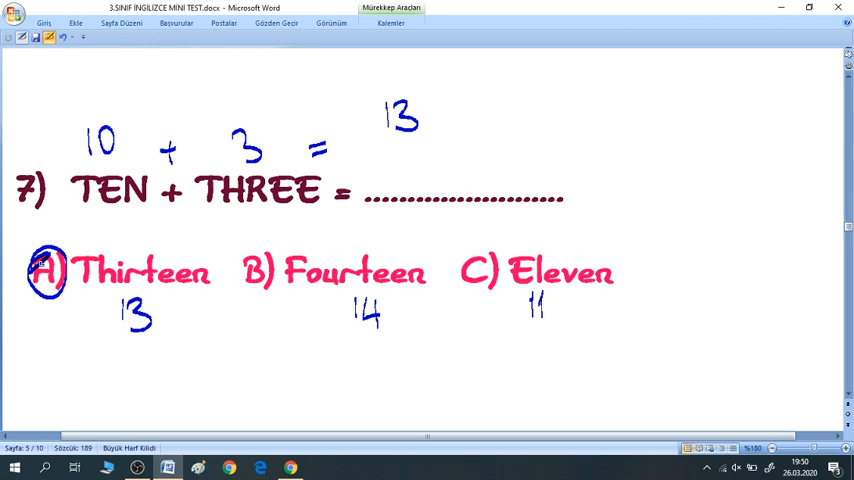 3.SINIF İNGİLİZCE MİNİ TEST.docx - Microsoft Word
Mürekkep Araçları
Giriş Ekle Sayfa Düzeni Başvurular Postalar Gözden Geçir Görünüm Kalemler
13
10 + 3 =
7) TEN + THREE = ........................
A) Thirteen B) Fourteen C) Eleven
13 14 11
Sayfa: 5 / 10 Sözcük: 189 Büyük Harf Kilidi %180
19:50
26.03.2020
3